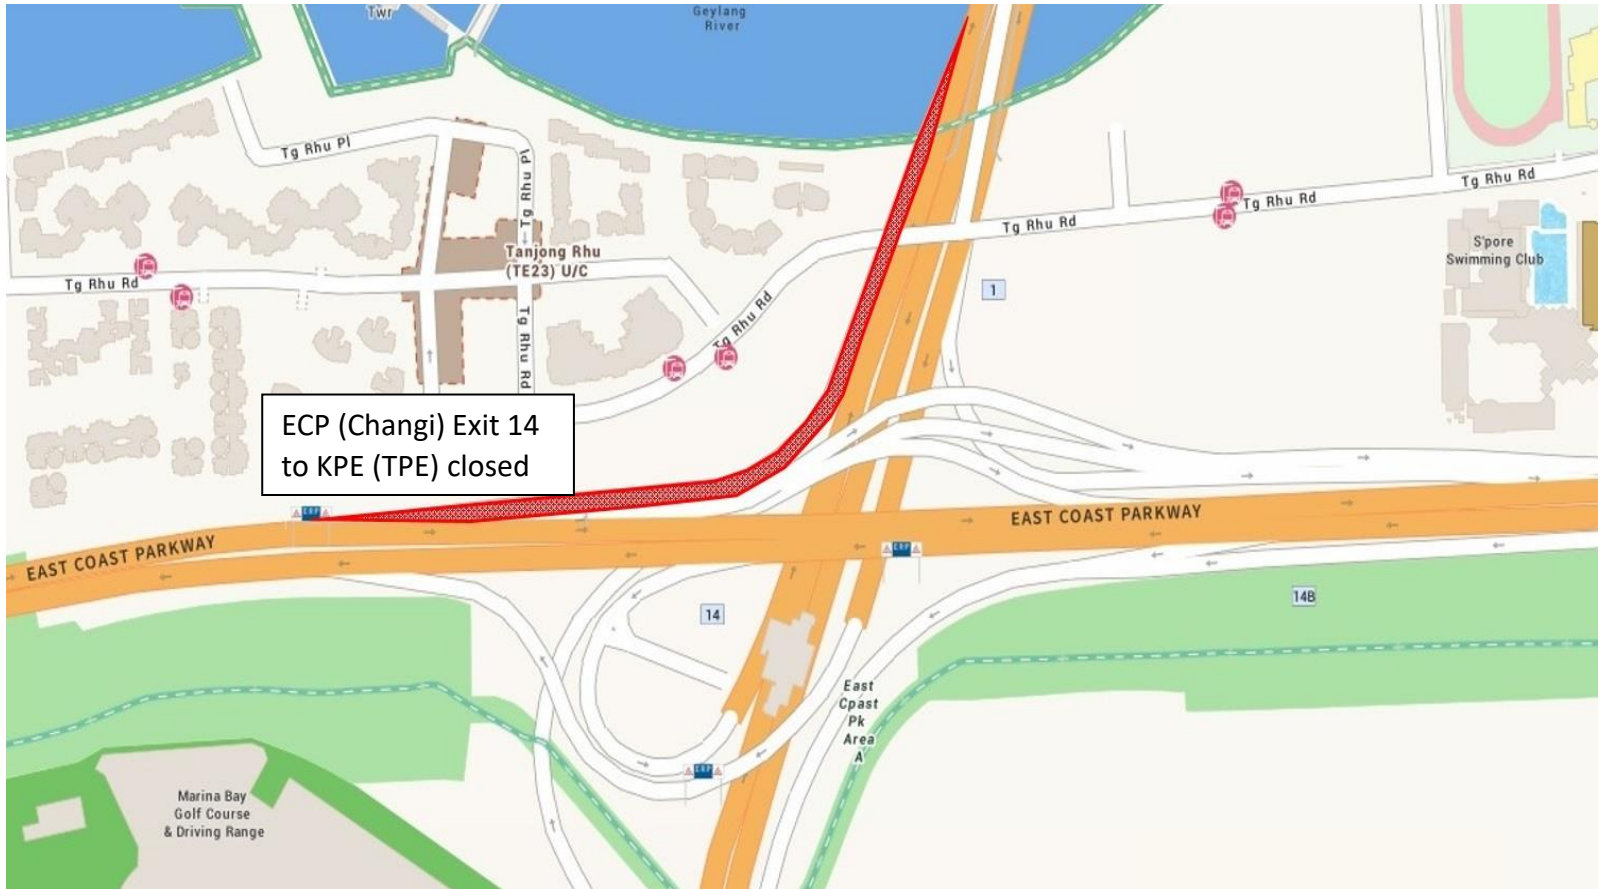 Twr
Geylang
River
Tg Rhu Pl
Tg Rhu Pl
Tg Rhu Rd
Tg Rhu Rd
Tg Rhu Rd
S'pore
Swimming Club
Tanjong Rhu
(TE23) U/C
Tg Rhu Rd
1
Tg Rhu Rd
Tg Rhu Rd
ECP (Changi) Exit 14
to KPE (TPE) closed
ERP
EAST COAST PARKWAY
EAST COAST PARKWAY
ERP
14
14B
East
Cpast
Pk
Area
A
ERP
Marina Bay
Golf Course
& Driving Range